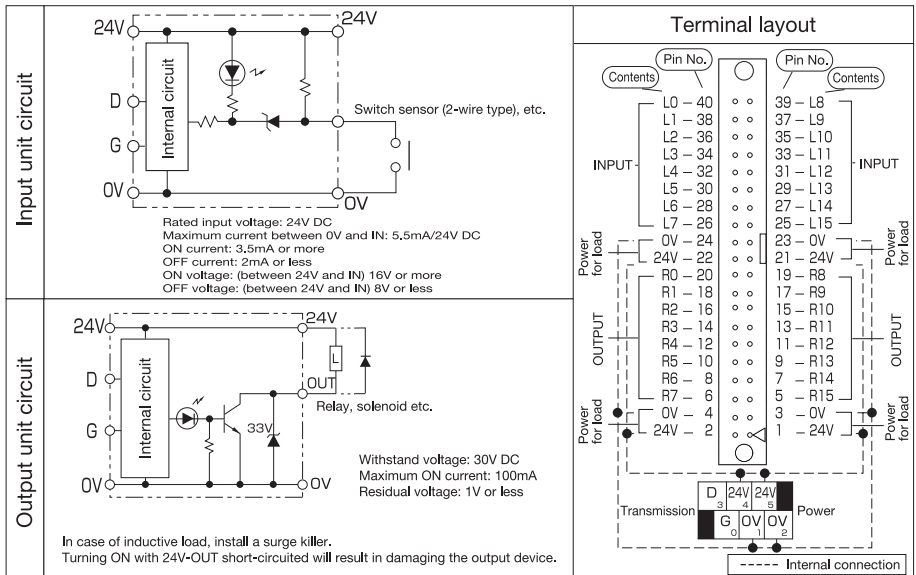 Input unit circuit
24V
24V
D
G
Internal circuit
0V
0V
Switch sensor (2-wire type), etc.
Rated input voltage: 24V DC
Maximum current between 0V and IN: 5.5mA/24V DC
ON current: 3.5mA or more
OFF current: 2mA or less
ON voltage: (between 24V and IN) 16V or more
OFF voltage: (between 24V and IN) 8V or less
Output unit circuit
24V
24V
L
D
G
Internal circuit
OUT
Relay, solenoid etc.
33V
0V
0V
Withstand voltage: 30V DC
Maximum ON current: 100mA
Residual voltage: 1V or less
In case of inductive load, install a surge killer.
Turning ON with 24V-OUT short-circuited will result in damaging the output device.
Terminal layout
Contents Pin No. Pin No. Contents
L0 – 40 39 – L8
L1 – 38 37 – L9
L2 – 36 35 – L10
L3 – 34 33 – L11
INPUT INPUT
L4 – 32 31 – L12
L5 – 30 29 – L13
L6 – 28 27 – L14
L7 – 26 25 – L15
Power for load Power for load
0V – 24 23 – 0V
24V – 22 21 – 24V
R0 – 20 19 – R8
R1 – 18 17 – R9
R2 – 16 15 – R10
R3 – 14 13 – R11
OUTPUT OUTPUT
R4 – 12 11 – R12
R5 – 10 9 – R13
R6 – 8 7 – R14
R7 – 6 5 – R15
Power for load Power for load
0V – 4 3 – 0V
24V – 2 1 – 24V
Transmission D 3 24V 4 24V 5 Power
G 0 0V 1 0V 2
Internal connection